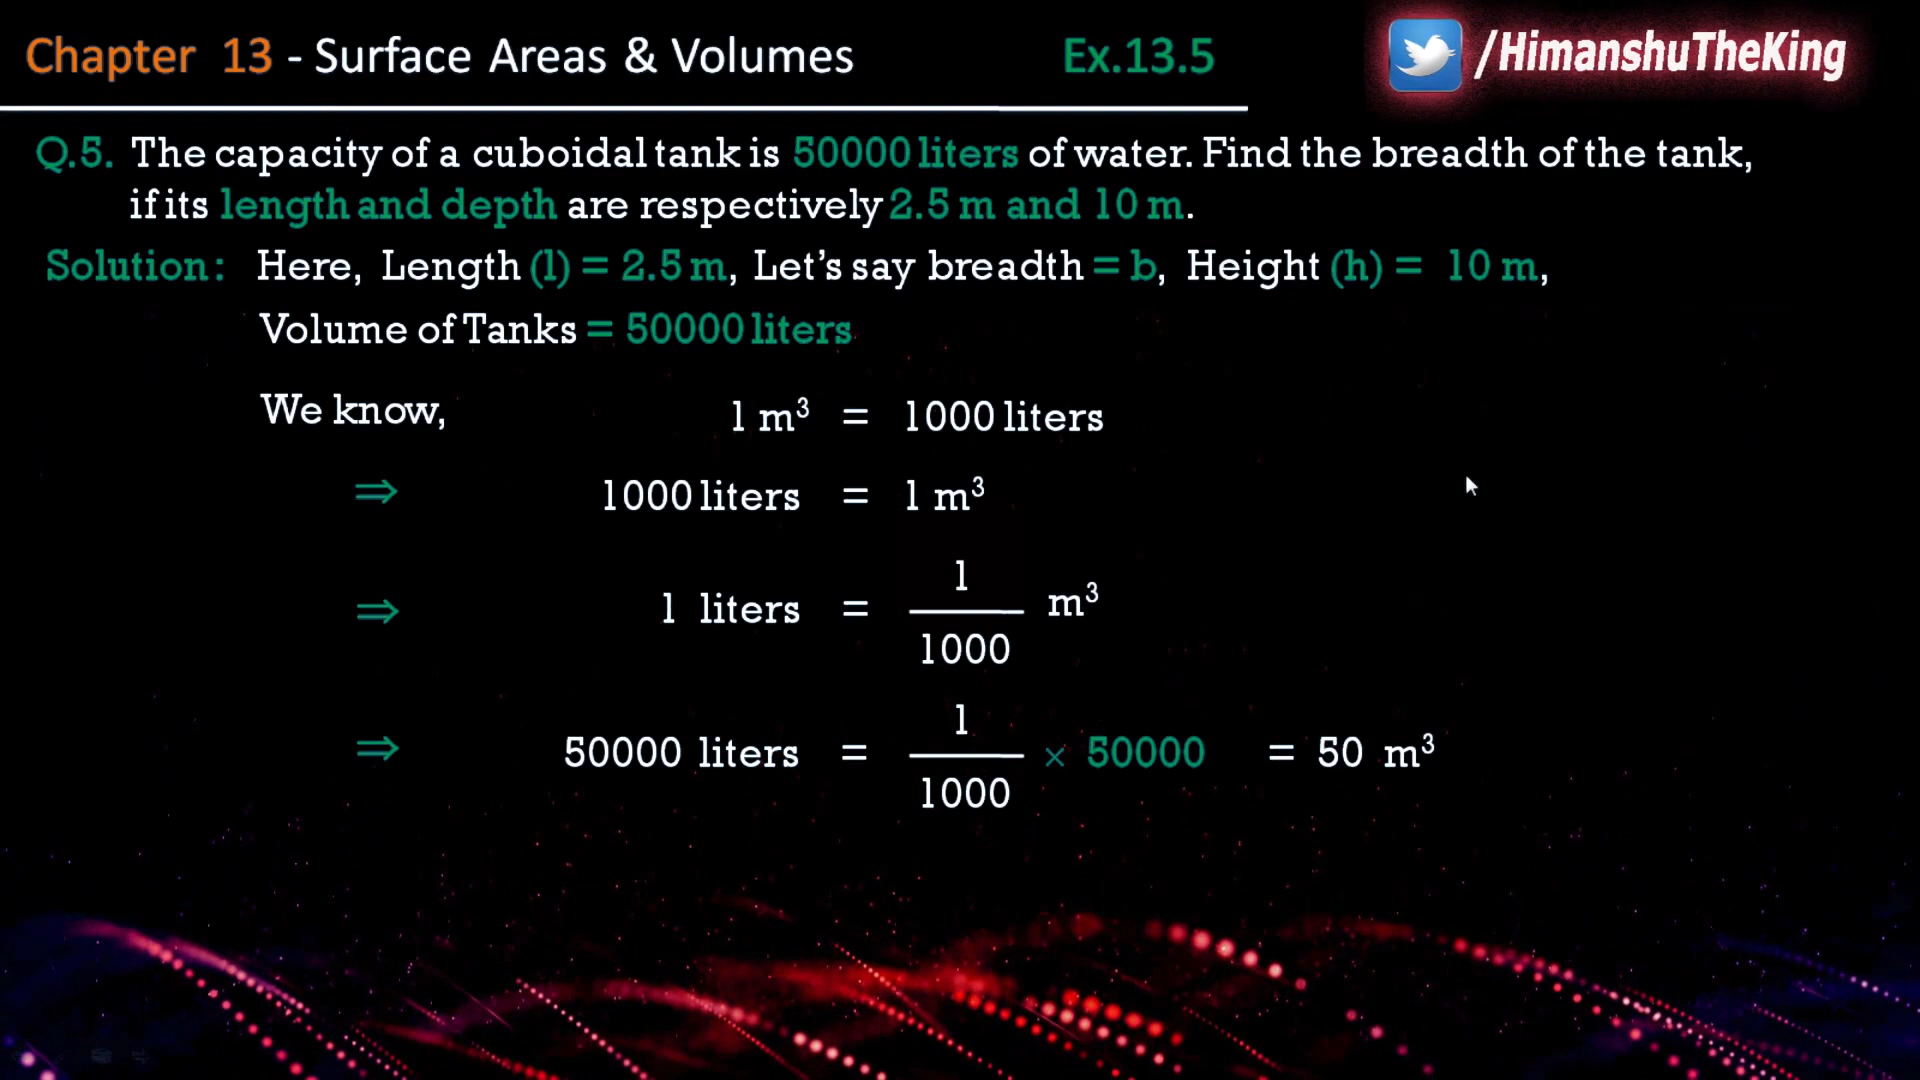 Chapter 13 - Surface Areas & Volumes Ex.13.5 /HimanshuTheKing
Q.5. The capacity of a cuboidal tank is 50000 liters of water. Find the breadth of the tank,
if its length and depth are respectively 2.5 m and 10 m.
Solution: Here, Length (l) = 2.5 m, Let's say breadth = b, Height (h) = 10 m,
Volume of Tanks = 50000 liters
We know, 1 m³ = 1000 liters
⇒ 1000 liters = 1 m³
⇒ 1 liters = 1/1000 m³
⇒ 50000 liters = 1/1000 × 50000 = 50 m³